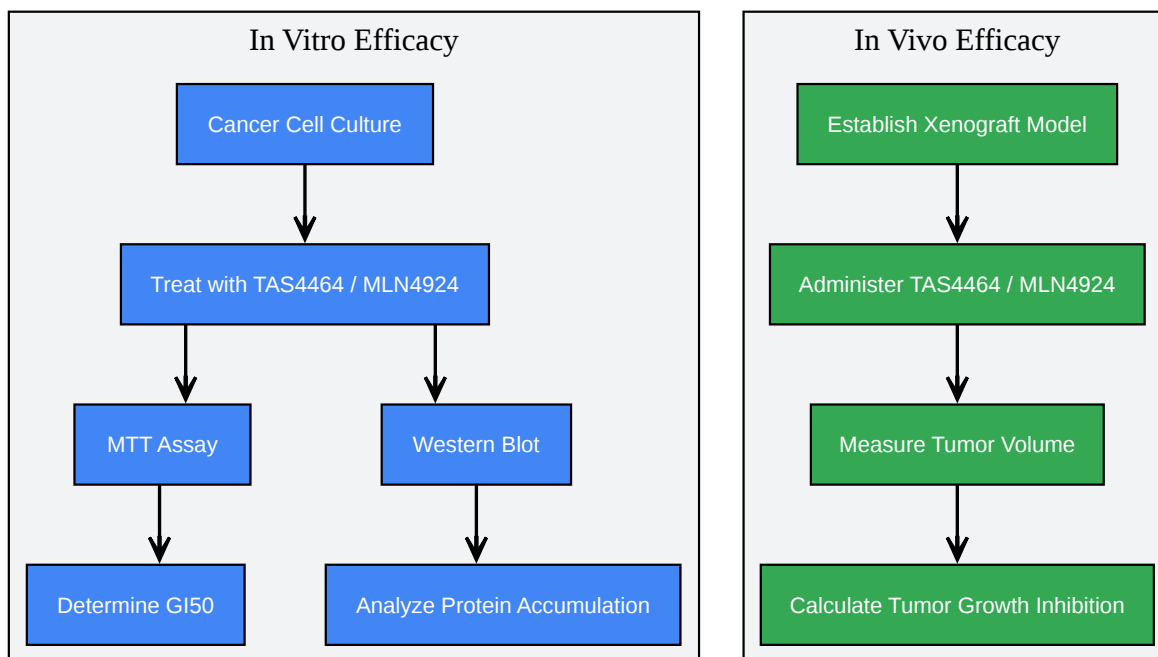 In Vitro Efficacy
Cancer Cell Culture
Treat with TAS4464 / MLN4924
MTT Assay
Western Blot
Determine GI50
Analyze Protein Accumulation
In Vivo Efficacy
Establish Xenograft Model
Administer TAS4464 / MLN4924
Measure Tumor Volume
Calculate Tumor Growth Inhibition